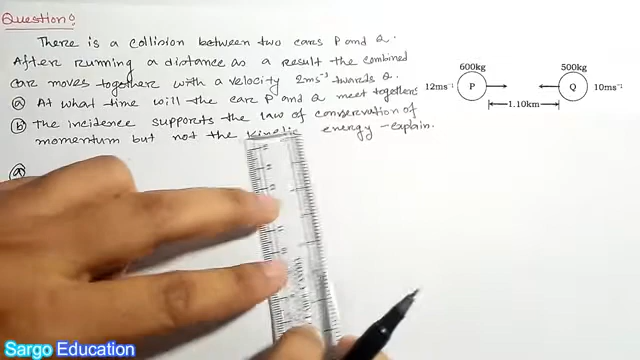 Question:
There is a collision between two cars P and Q.
After running a distance as a result the combined
car moves together with a velocity 2ms⁻¹ towards Q.
(a) At what time will the cars P and Q meet together?
(b) The incidence supports the law of conservation of
momentum but not the kinetic energy - explain.
600kg 500kg
12ms⁻¹ P Q 10ms⁻¹
1.10km
(a)
Sargo Education